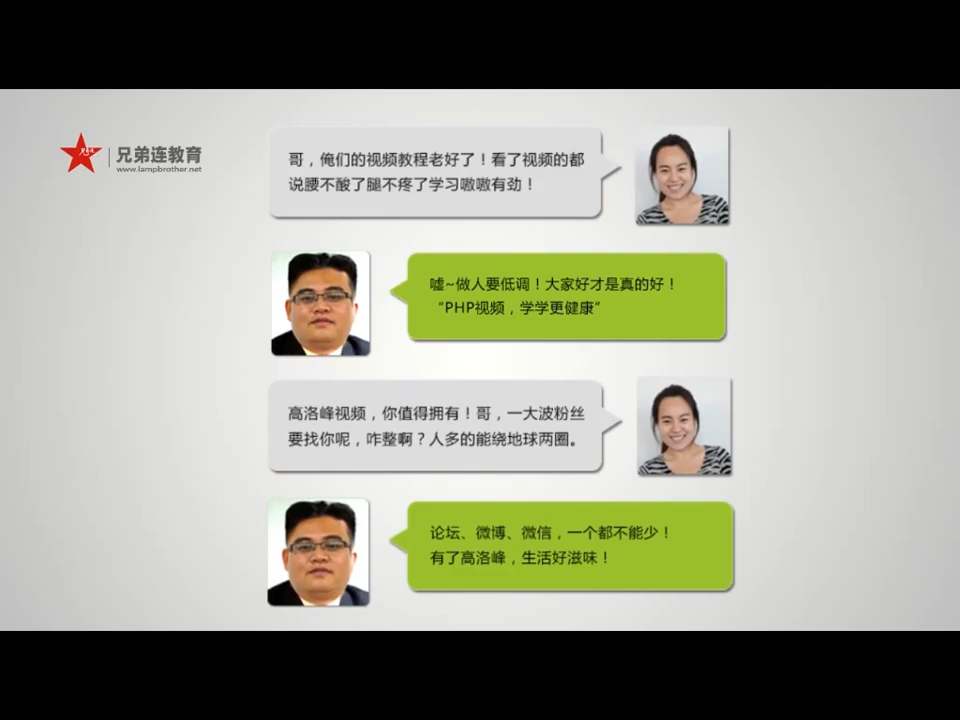 兄弟连教育
www.lampbrother.net
哥，俺们的视频教程老好了！看了视频的都
说腰不酸了腿不疼了学习嗷嗷有劲！
嘘~做人要低调！大家好才是真的好！
“PHP视频，学学更健康”
高洛峰视频，你值得拥有！哥，一大波粉丝
要找你呢，咋整啊？人多的能绕地球两圈。
论坛、微博、微信，一个都不能少！
有了高洛峰，生活好滋味！